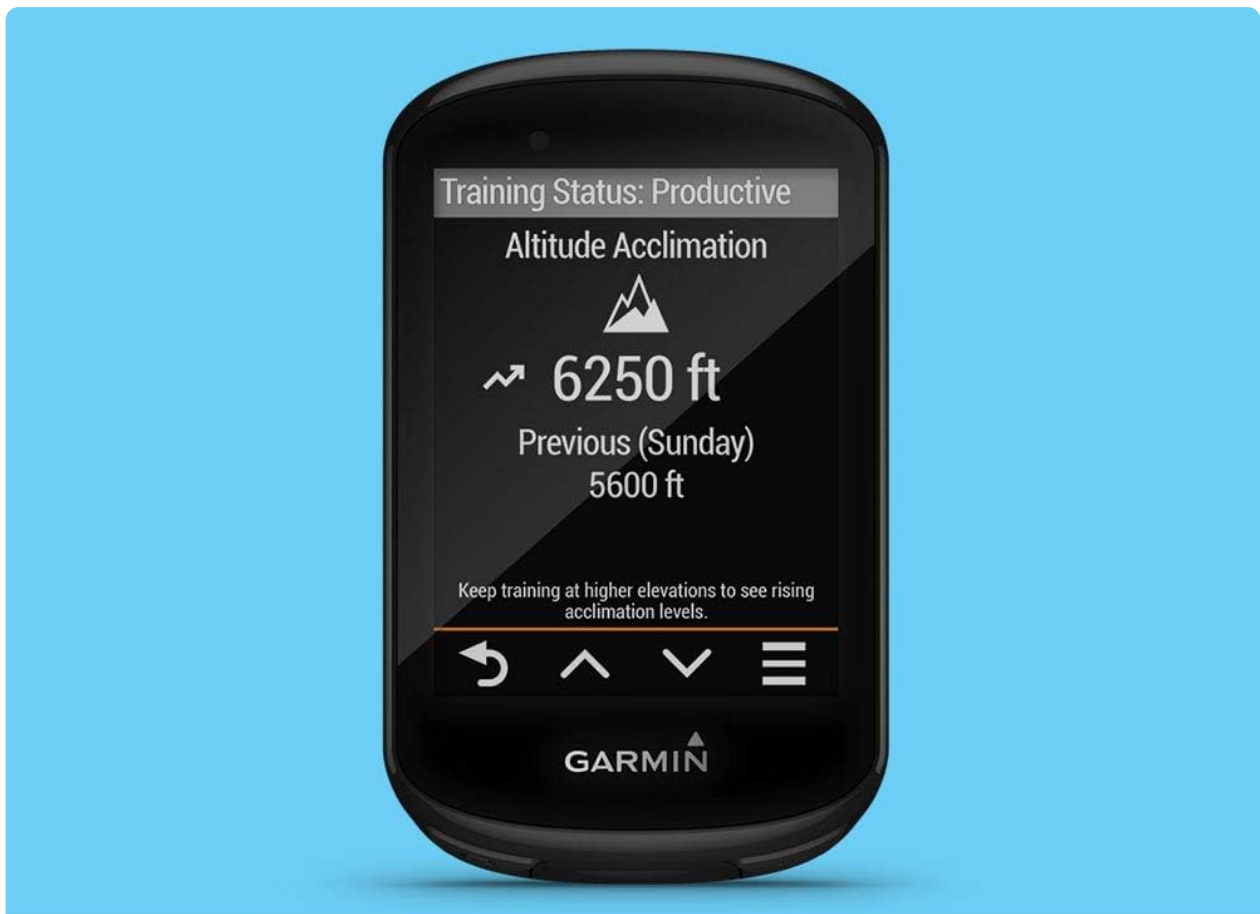 Training Status: Productive
Altitude Acclimation
6250 ft
Previous (Sunday)
5600 ft
Keep training at higher elevations to see rising
acclimation levels.
GARMIN